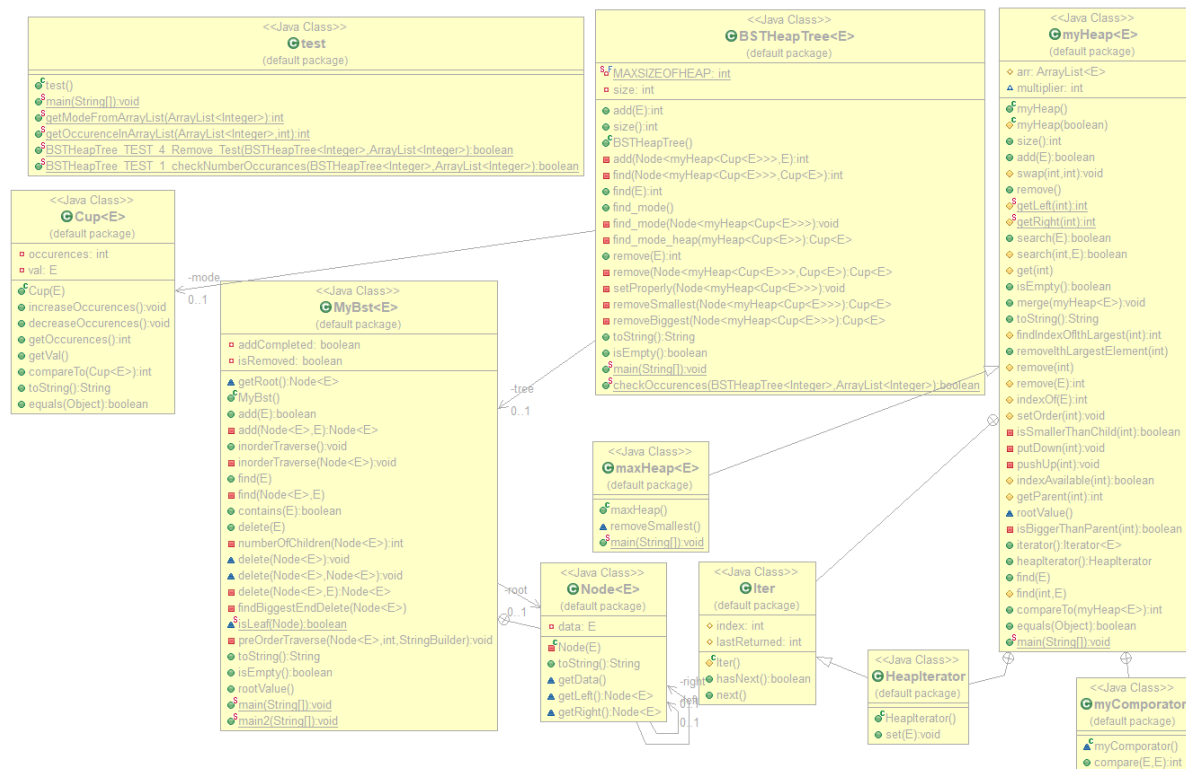 <<Java Class>>
test
(default package)
test()
main(String[]):void
getModeFromArrayList(ArrayList<Integer>):int
getOccurenceInArrayList(ArrayList<Integer>,int):int
BSTHeapTree_TEST_4_Remove_Test(BSTHeapTree<Integer>,ArrayList<Integer>):boolean
BSTHeapTree_TEST_1_checkNumberOccurances(BSTHeapTree<Integer>,ArrayList<Integer>):boolean
<<Java Class>>
BSTHeapTree<E>
(default package)
MAXSIZEOFHEAP: int
size: int
add(E):int
size():int
BSTHeapTree()
add(Node<myHeap<Cup<E>>>,E):int
find(Node<myHeap<Cup<E>>>,Cup<E>):int
find(E):int
find_mode()
find_mode(Node<myHeap<Cup<E>>>):void
find_mode_heap(myHeap<Cup<E>>):Cup<E>
remove(E):int
remove(Node<myHeap<Cup<E>>>,Cup<E>):Cup<E>
setProperly(Node<myHeap<Cup<E>>>):void
removeSmallest(Node<myHeap<Cup<E>>>):Cup<E>
removeBiggest(Node<myHeap<Cup<E>>>):Cup<E>
toString():String
isEmpty():boolean
main(String[]):void
checkOccurences(BSTHeapTree<Integer>,ArrayList<Integer>):boolean
<<Java Class>>
myHeap<E>
(default package)
arr: ArrayList<E>
multiplier: int
myHeap()
myHeap(boolean)
size():int
add(E):boolean
swap(int,int):void
remove()
getLeft(int):int
getRight(int):int
search(E):boolean
search(int,E):boolean
get(int)
isEmpty():boolean
merge(myHeap<E>):void
toString():String
findIndexOfIthLargest(int):int
removeIthLargestElement(int)
remove(int)
remove(E):int
indexOf(E):int
setOrder(int):void
isSmallerThanChild(int):boolean
putDown(int):void
pushUp(int):void
indexAvailable(int):boolean
getParent(int):int
rootValue()
isBiggerThanParent(int):boolean
iterator():Iterator<E>
heapIterator():HeapIterator
find(E)
find(int,E)
compareTo(myHeap<E>):int
equals(Object):boolean
main(String[]):void
<<Java Class>>
Cup<E>
(default package)
occurences: int
val: E
Cup(E)
increaseOccurences():void
decreaseOccurences():void
getOccurences():int
getVal()
compareTo(Cup<E>):int
toString():String
equals(Object):boolean
-mode
0..1
<<Java Class>>
MyBst<E>
(default package)
addCompleted: boolean
isRemoved: boolean
getRoot():Node<E>
MyBst()
add(E):boolean
add(Node<E>,E):Node<E>
inorderTraverse():void
inorderTraverse(Node<E>):void
find(E)
find(Node<E>,E)
contains(E):boolean
delete(E)
numberOfChildren(Node<E>):int
delete(Node<E>):void
delete(Node<E>,Node<E>):void
delete(Node<E>,E):Node<E>
findBiggestEndDelete(Node<E>)
isLeaf(Node):boolean
preOrderTraverse(Node<E>,int,StringBuilder):void
toString():String
isEmpty():boolean
rootValue()
main(String[]):void
main2(String[]):void
-tree
0..1
<<Java Class>>
maxHeap<E>
(default package)
maxHeap()
removeSmallest()
main(String[]):void
-root
0..1
<<Java Class>>
Node<E>
(default package)
data: E
Node(E)
toString():String
getData()
getLeft():Node<E>
getRight():Node<E>
-right
0..1
<<Java Class>>
Iter
(default package)
index: int
lastReturned: int
Iter()
hasNext():boolean
next()
<<Java Class>>
HeapIterator
(default package)
HeapIterator()
set(E):void
<<Java Class>>
myComporator
(default package)
myComporator()
compare(E,E):int